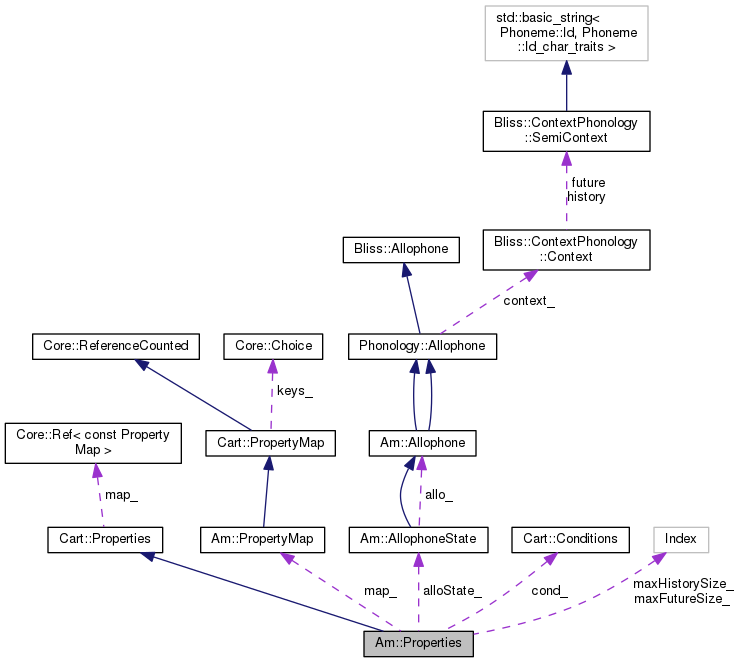 std::basic_string<
Phoneme::Id, Phoneme
::Id_char_traits >
Bliss::ContextPhonology
::SemiContext
future
history
Bliss::Allophone
Bliss::ContextPhonology
::Context
context_
Core::ReferenceCounted
Core::Choice
Phonology::Allophone
keys_
Core::Ref< const Property
Map >
Cart::PropertyMap
Am::Allophone
map_
allo_
Cart::Properties
Am::PropertyMap
Am::AllophoneState
Cart::Conditions
Index
map_
alloState_
cond_
maxHistorySize_
maxFutureSize_
Am::Properties